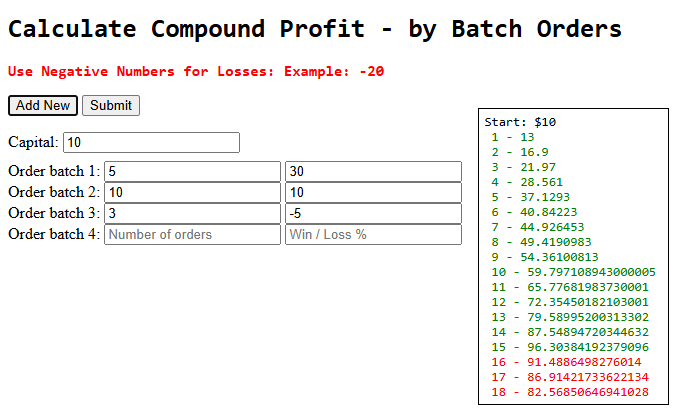 Calculate Compound Profit - by Batch Orders
Use Negative Numbers for Losses: Example: -20
Add New Submit
Capital: 10
Order batch 1: 5 30
Order batch 2: 10 10
Order batch 3: 3 -5
Order batch 4: Number of orders Win / Loss %
Start: $10
1 - 13
2 - 16.9
3 - 21.97
4 - 28.561
5 - 37.1293
6 - 40.84223
7 - 44.926453
8 - 49.4190983
9 - 54.36100813
10 - 59.797108943000005
11 - 65.77681983730001
12 - 72.35450182103001
13 - 79.58995200313302
14 - 87.54894720344632
15 - 96.30384192379096
16 - 91.4886498276014
17 - 86.91421733622134
18 - 82.56850646941028